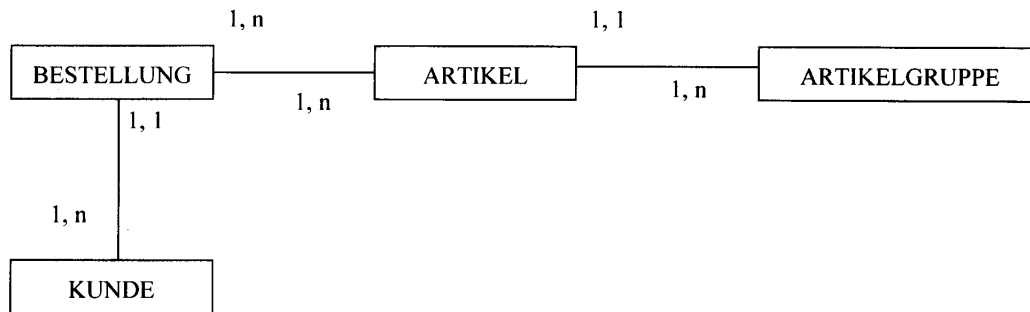 1, n
1, 1
BESTELLUNG
ARTIKEL
ARTIKELGRUPPE
1, n
1, n
1, 1
1, n
KUNDE